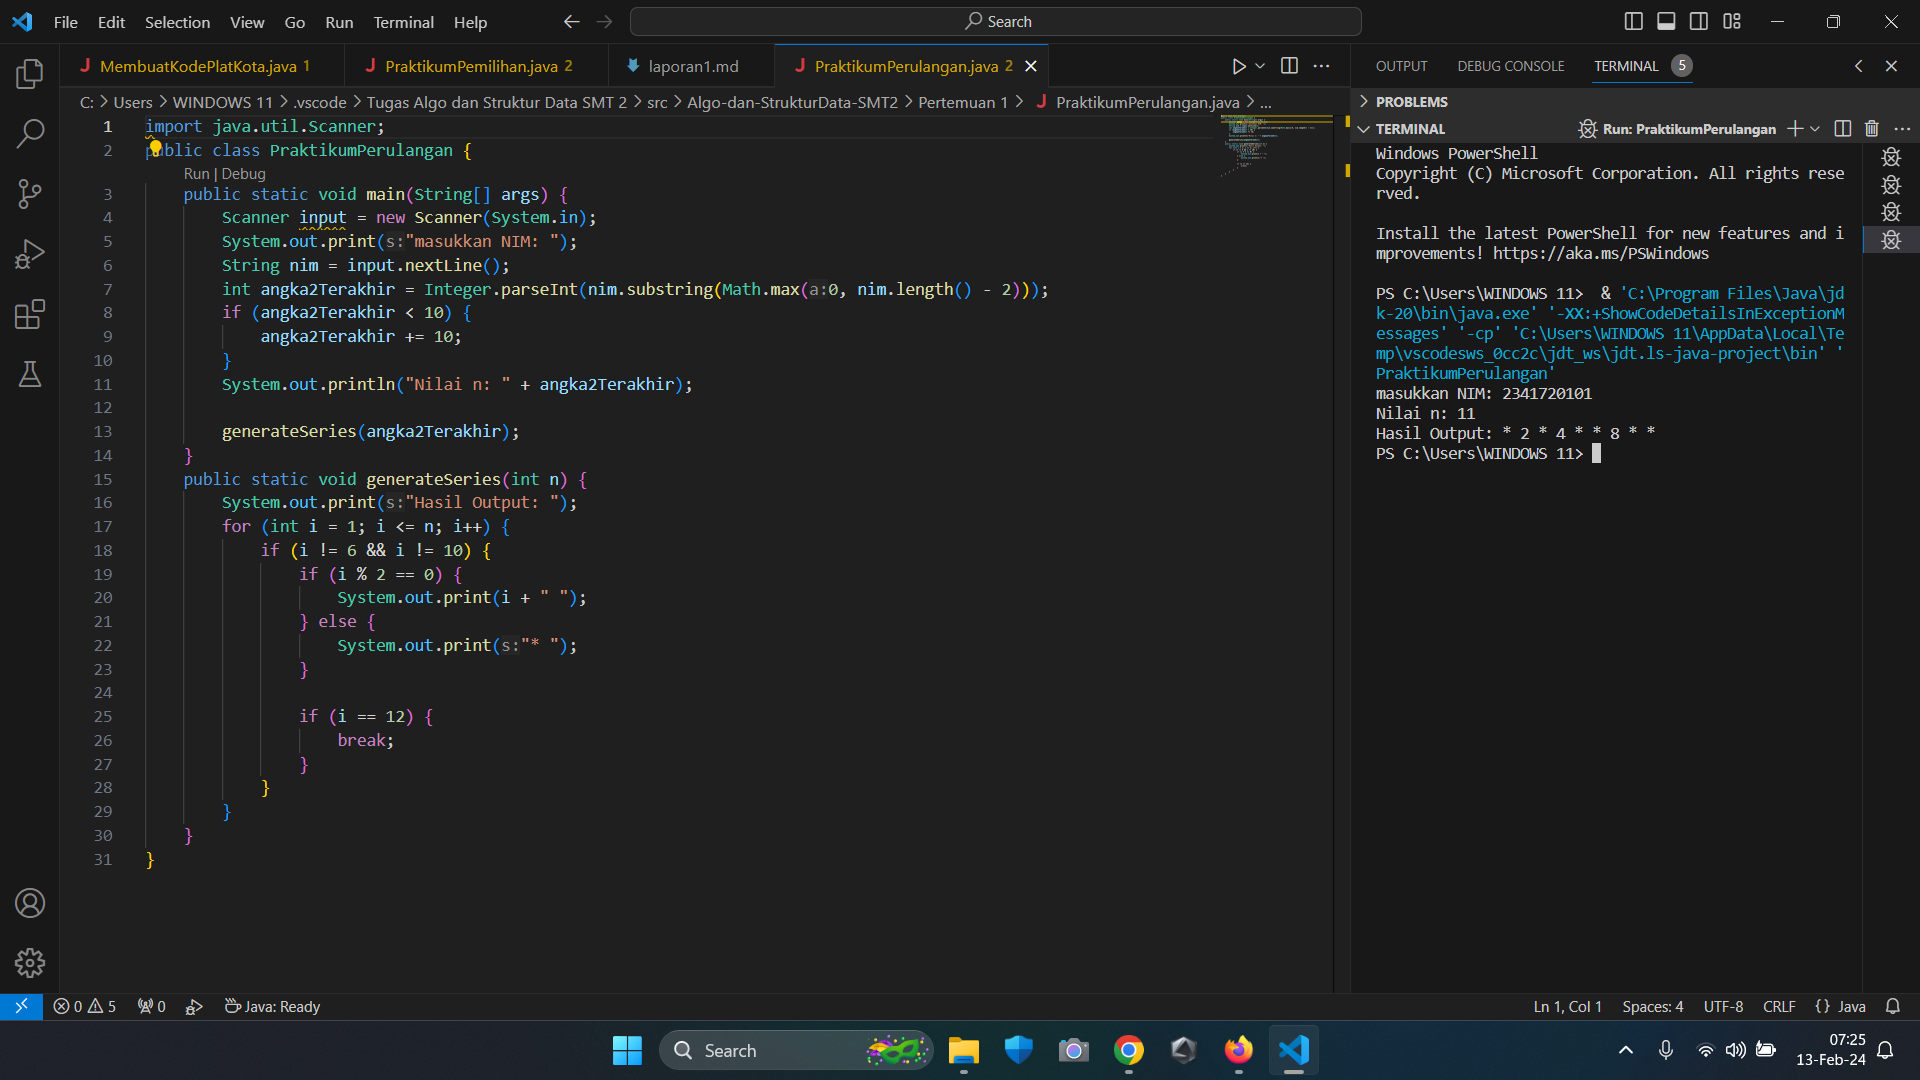 File Edit Selection View Go Run Terminal Help
Search
MembuatKodePlatKota.java 1
PraktikumPemilihan.java 2
laporan1.md
PraktikumPerulangan.java 2
C: > Users > WINDOWS 11 > .vscode > Tugas Algo dan Struktur Data SMT 2 > src > Algo-dan-StrukturData-SMT2 > Pertemuan 1 > PraktikumPerulangan.java > ...
1 import java.util.Scanner;
2 public class PraktikumPerulangan {
Run | Debug
3 public static void main(String[] args) {
4 Scanner input = new Scanner(System.in);
5 System.out.print(s:"masukkan NIM: ");
6 String nim = input.nextLine();
7 int angka2Terakhir = Integer.parseInt(nim.substring(Math.max(a:0, nim.length() - 2)));
8 if (angka2Terakhir < 10) {
9 angka2Terakhir += 10;
10 }
11 System.out.println("Nilai n: " + angka2Terakhir);
12
13 generateSeries(angka2Terakhir);
14 }
15 public static void generateSeries(int n) {
16 System.out.print(s:"Hasil Output: ");
17 for (int i = 1; i <= n; i++) {
18 if (i != 6 && i != 10) {
19 if (i % 2 == 0) {
20 System.out.print(i + " ");
21 } else {
22 System.out.print(s:"* ");
23 }
24
25 if (i == 12) {
26 break;
27 }
28 }
29 }
30 }
31 }
OUTPUT DEBUG CONSOLE TERMINAL 5
PROBLEMS
TERMINAL
Run: PraktikumPerulangan
Windows PowerShell
Copyright (C) Microsoft Corporation. All rights rese
rved.
Install the latest PowerShell for new features and i
mprovements! https://aka.ms/PSWindows
PS C:\Users\WINDOWS 11>  & 'C:\Program Files\Java\jd
k-20\bin\java.exe' '-XX:+ShowCodeDetailsInExceptionM
essages' '-cp' 'C:\Users\WINDOWS 11\AppData\Local\Te
mp\vscodesws_0cc2c\jdt_ws\jdt.ls-java-project\bin' '
PraktikumPerulangan'
masukkan NIM: 2341720101
Nilai n: 11
Hasil Output: * 2 * 4 * * 8 * *
PS C:\Users\WINDOWS 11>
0 5 0 Java: Ready
Ln 1, Col 1 Spaces: 4 UTF-8 CRLF {} Java
Search
07:25
13-Feb-24